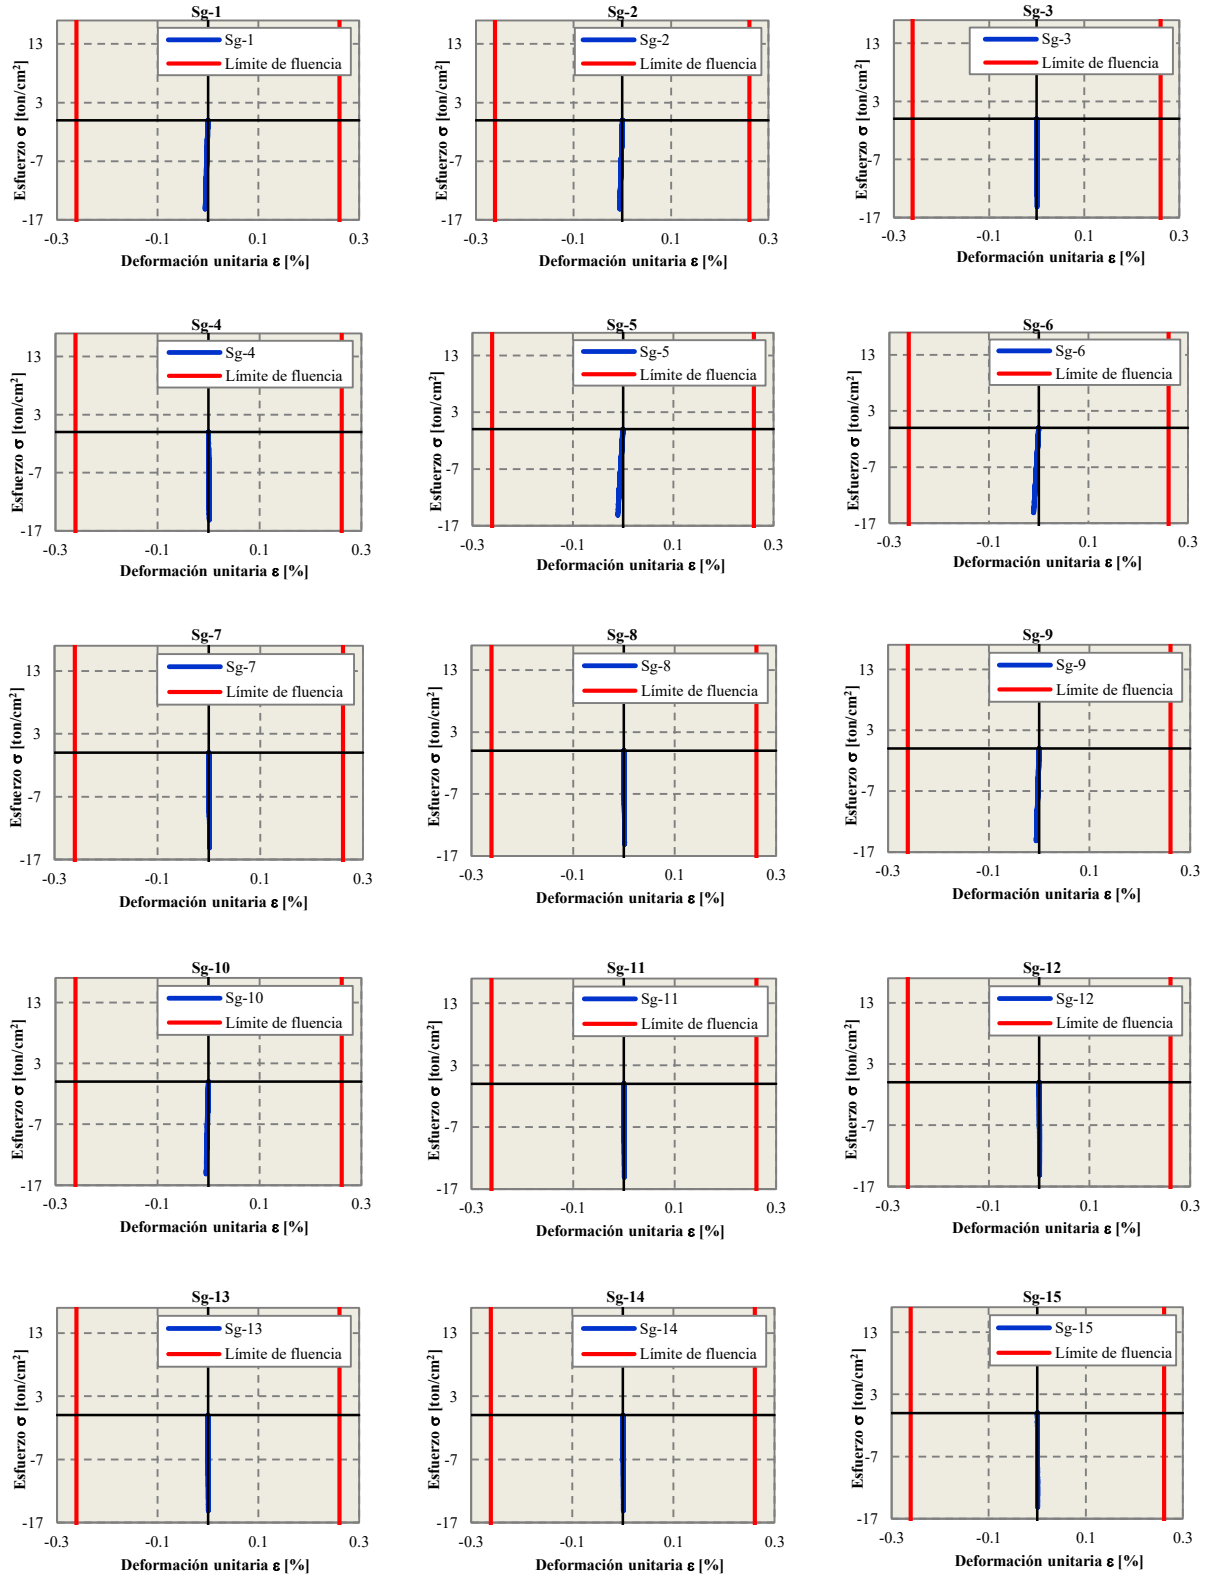 Sg-1
Esfuerzo σ [ton/cm²]
13
3
-7
-17
Sg-1
Límite de fluencia
-0.3 -0.1 0.1 0.3
Deformación unitaria ε [%]
Sg-2
Esfuerzo σ [ton/cm²]
13
3
-7
-17
Sg-2
Límite de fluencia
-0.3 -0.1 0.1 0.3
Deformación unitaria ε [%]
Sg-3
Esfuerzo σ [ton/cm²]
13
3
-7
-17
Sg-3
Límite de fluencia
-0.3 -0.1 0.1 0.3
Deformación unitaria ε [%]
Sg-4
Esfuerzo σ [ton/cm²]
13
3
-7
-17
Sg-4
Límite de fluencia
-0.3 -0.1 0.1 0.3
Deformación unitaria ε [%]
Sg-5
Esfuerzo σ [ton/cm²]
13
3
-7
-17
Sg-5
Límite de fluencia
-0.3 -0.1 0.1 0.3
Deformación unitaria ε [%]
Sg-6
Esfuerzo σ [ton/cm²]
13
3
-7
-17
Sg-6
Límite de fluencia
-0.3 -0.1 0.1 0.3
Deformación unitaria ε [%]
Sg-7
Esfuerzo σ [ton/cm²]
13
3
-7
-17
Sg-7
Límite de fluencia
-0.3 -0.1 0.1 0.3
Deformación unitaria ε [%]
Sg-8
Esfuerzo σ [ton/cm²]
13
3
-7
-17
Sg-8
Límite de fluencia
-0.3 -0.1 0.1 0.3
Deformación unitaria ε [%]
Sg-9
Esfuerzo σ [ton/cm²]
13
3
-7
-17
Sg-9
Límite de fluencia
-0.3 -0.1 0.1 0.3
Deformación unitaria ε [%]
Sg-10
Esfuerzo σ [ton/cm²]
13
3
-7
-17
Sg-10
Límite de fluencia
-0.3 -0.1 0.1 0.3
Deformación unitaria ε [%]
Sg-11
Esfuerzo σ [ton/cm²]
13
3
-7
-17
Sg-11
Límite de fluencia
-0.3 -0.1 0.1 0.3
Deformación unitaria ε [%]
Sg-12
Esfuerzo σ [ton/cm²]
13
3
-7
-17
Sg-12
Límite de fluencia
-0.3 -0.1 0.1 0.3
Deformación unitaria ε [%]
Sg-13
Esfuerzo σ [ton/cm²]
13
3
-7
-17
Sg-13
Límite de fluencia
-0.3 -0.1 0.1 0.3
Deformación unitaria ε [%]
Sg-14
Esfuerzo σ [ton/cm²]
13
3
-7
-17
Sg-14
Límite de fluencia
-0.3 -0.1 0.1 0.3
Deformación unitaria ε [%]
Sg-15
Esfuerzo σ [ton/cm²]
13
3
-7
-17
Sg-15
Límite de fluencia
-0.3 -0.1 0.1 0.3
Deformación unitaria ε [%]